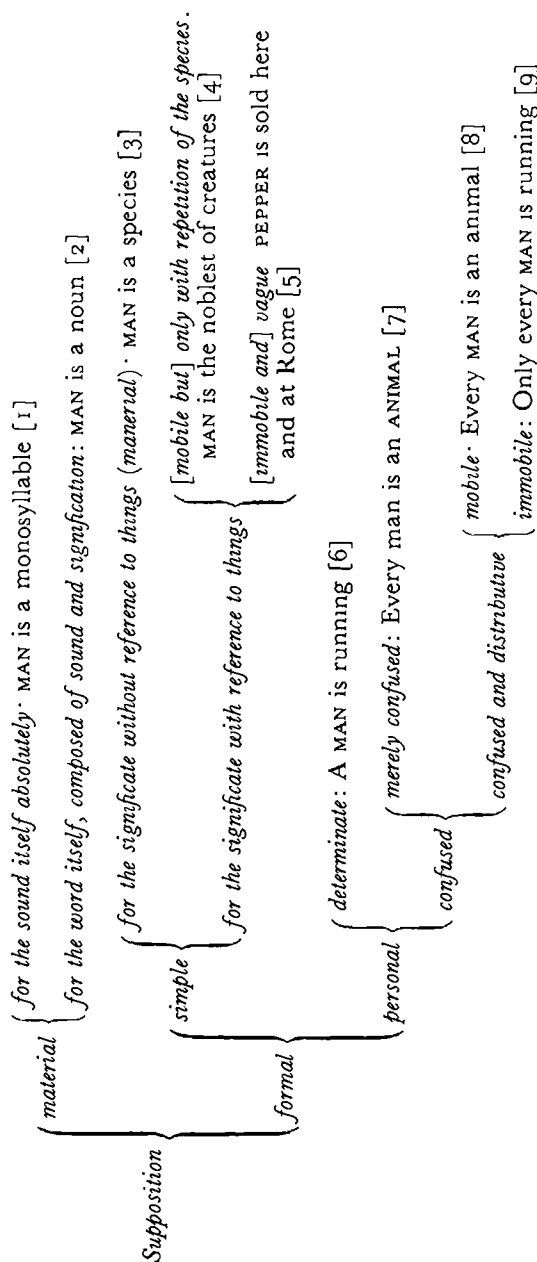 Supposition
material
for the sound itself absolutely· MAN is a monosyllable [1]
for the word itself, composed of sound and signification: MAN is a noun [2]
formal
simple
for the significate without reference to things (manerial)· MAN is a species [3]
for the significate with reference to things
[mobile but] only with repetition of the species.
MAN is the noblest of creatures [4]
[immobile and] vague PEPPER is sold here
and at Rome [5]
personal
determinate: A MAN is running [6]
confused
merely confused: Every man is an ANIMAL [7]
confused and distributive
mobile· Every MAN is an animal [8]
immobile: Only every MAN is running [9]